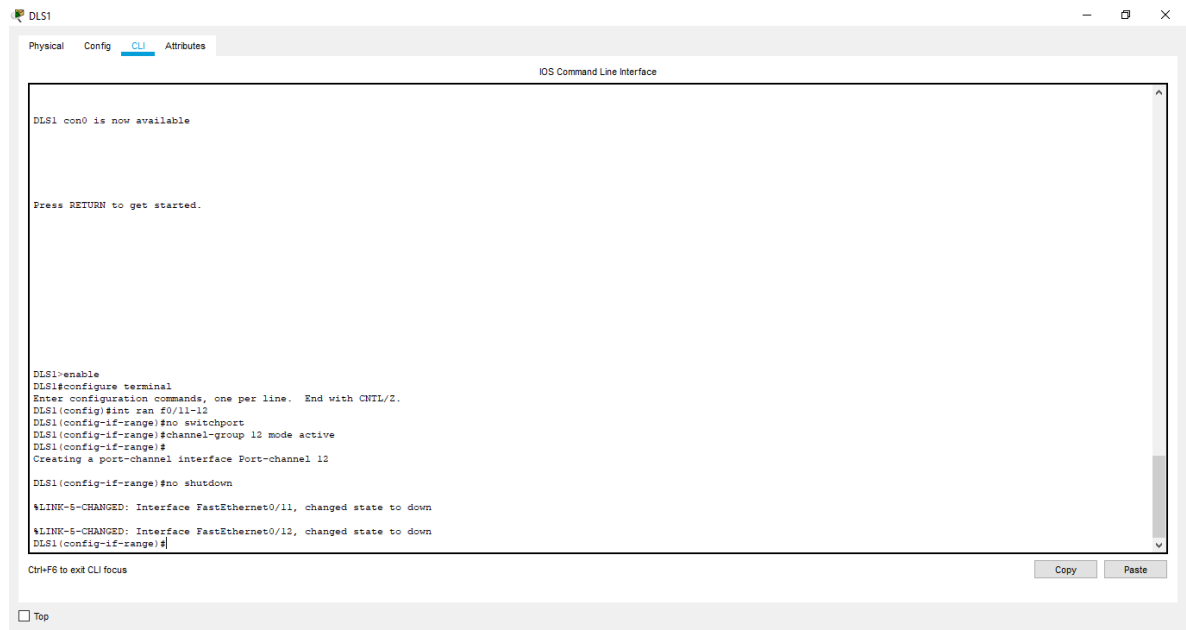 DLS1
Physical Config CLI Attributes
IOS Command Line Interface
DLS1 con0 is now available
Press RETURN to get started.
DLS1>enable
DLS1#configure terminal
Enter configuration commands, one per line. End with CNTL/Z.
DLS1(config)#int ran f0/11-12
DLS1(config-if-range)#no switchport
DLS1(config-if-range)#channel-group 12 mode active
DLS1(config-if-range)#
Creating a port-channel interface Port-channel 12
DLS1(config-if-range)#no shutdown
%LINK-5-CHANGED: Interface FastEthernet0/11, changed state to down
%LINK-5-CHANGED: Interface FastEthernet0/12, changed state to down
DLS1(config-if-range)#
Ctrl+F6 to exit CLI focus
Copy Paste
Top